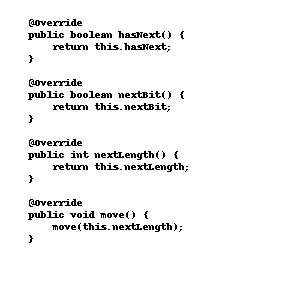 @Override
public boolean hasNext() {
    return this.hasNext;
}

@Override
public boolean nextBit() {
    return this.nextBit;
}

@Override
public int nextLength() {
    return this.nextLength;
}

@Override
public void move() {
    move(this.nextLength);
}